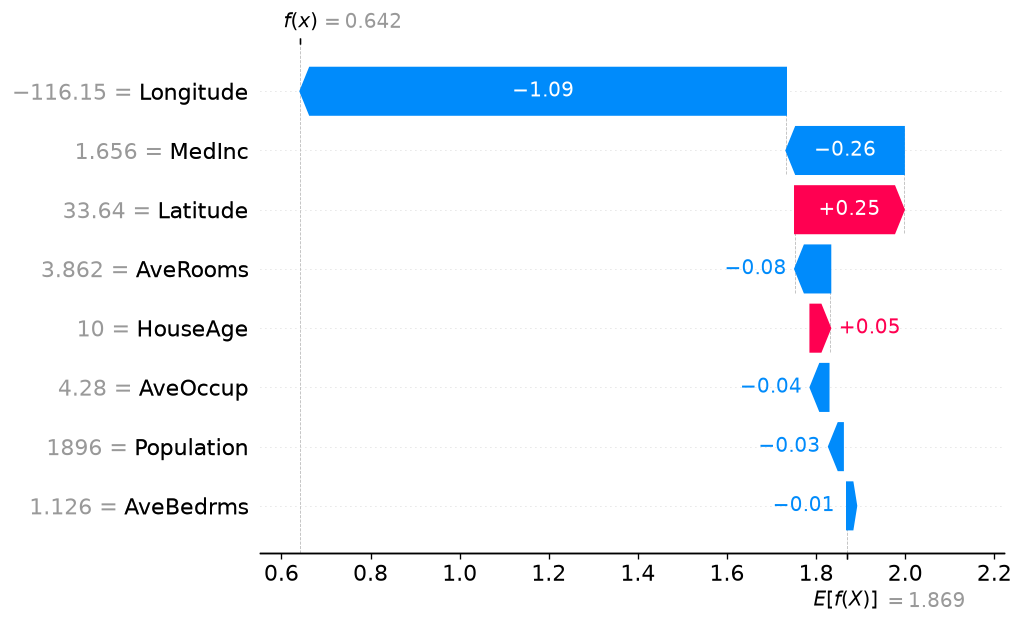 f(x) = 0.642
−116.15 = Longitude −1.09
1.656 = MedInc −0.26
33.64 = Latitude +0.25
3.862 = AveRooms −0.08
10 = HouseAge +0.05
4.28 = AveOccup −0.04
1896 = Population −0.03
1.126 = AveBedrms −0.01
0.6 0.8 1.0 1.2 1.4 1.6 1.8 2.0 2.2
E[f(X)] = 1.869